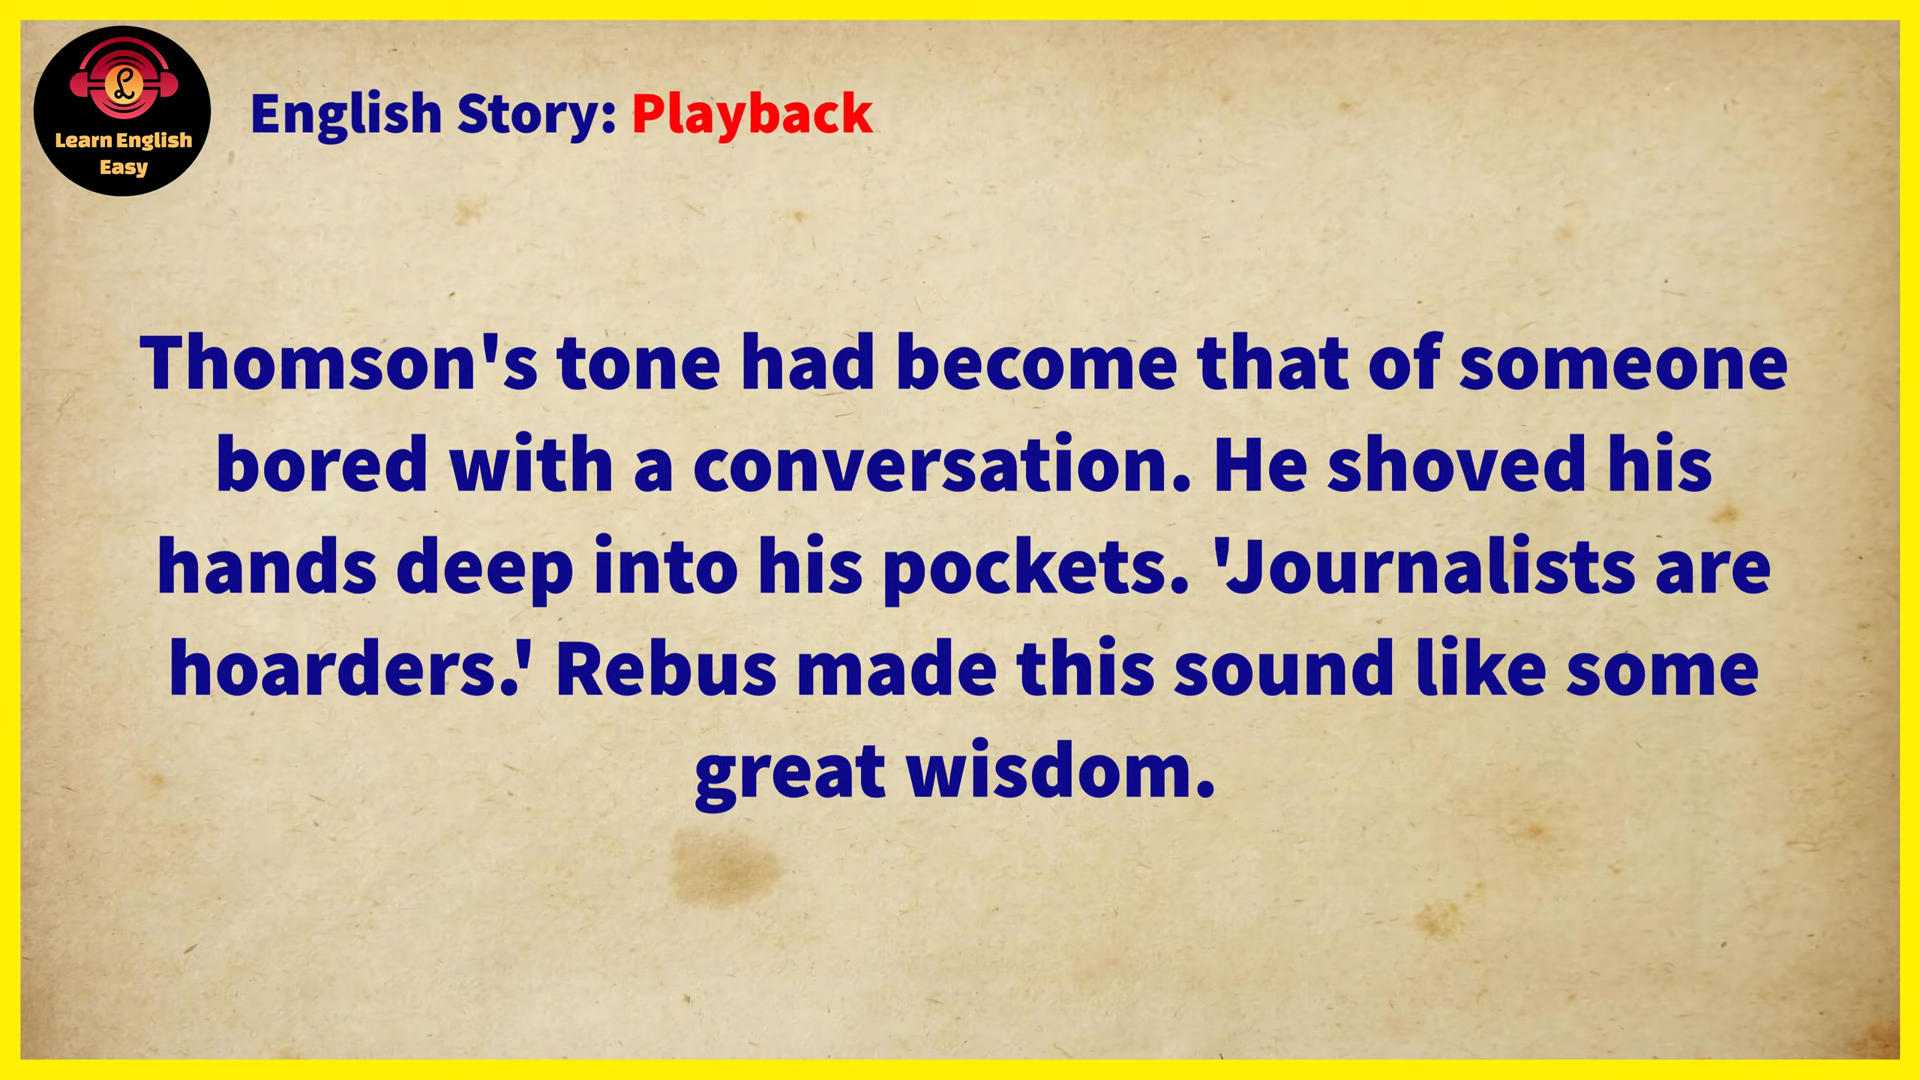 Learn English
Easy
English Story: Playback
Thomson's tone had become that of someone
bored with a conversation. He shoved his
hands deep into his pockets. 'Journalists are
hoarders.' Rebus made this sound like some
great wisdom.